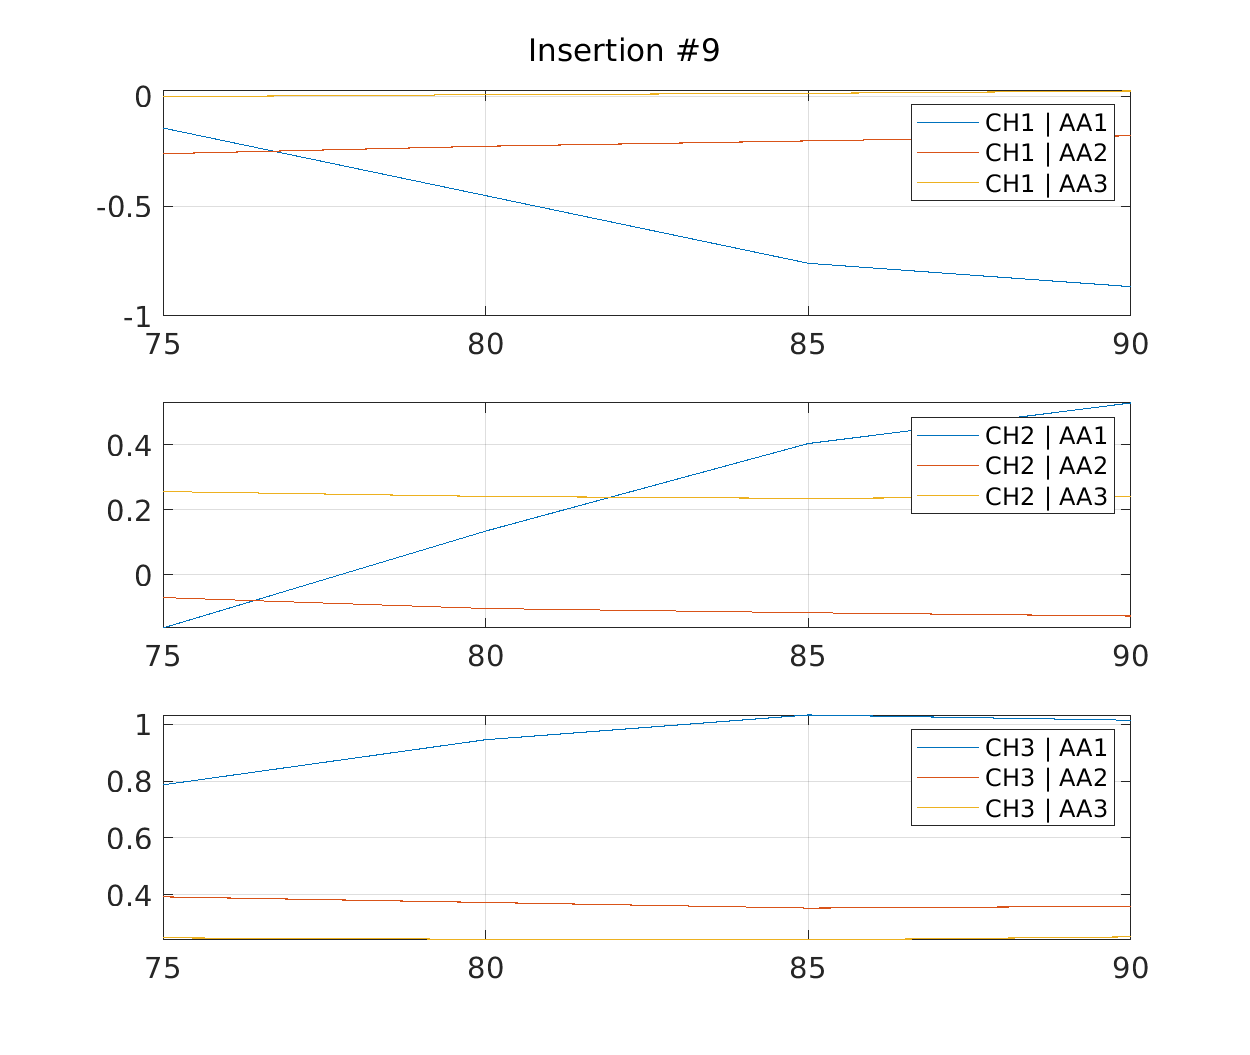 Insertion #9
0
-0.5
-1
75 80 85 90
CH1 | AA1
CH1 | AA2
CH1 | AA3
0.4
0.2
0
75 80 85 90
CH2 | AA1
CH2 | AA2
CH2 | AA3
1
0.8
0.6
0.4
75 80 85 90
CH3 | AA1
CH3 | AA2
CH3 | AA3